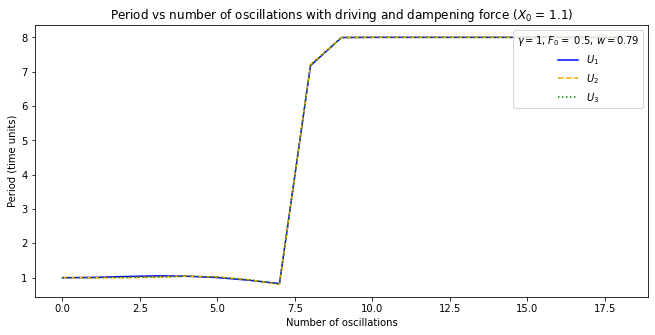 Period vs number of oscillations with driving and dampening force (X₀ = 1.1)
γ = 1, F₀ = 0.5, w = 0.79
U₁
U₂
U₃
Period (time units)
8
7
6
5
4
3
2
1
0.0 2.5 5.0 7.5 10.0 12.5 15.0 17.5
Number of oscillations